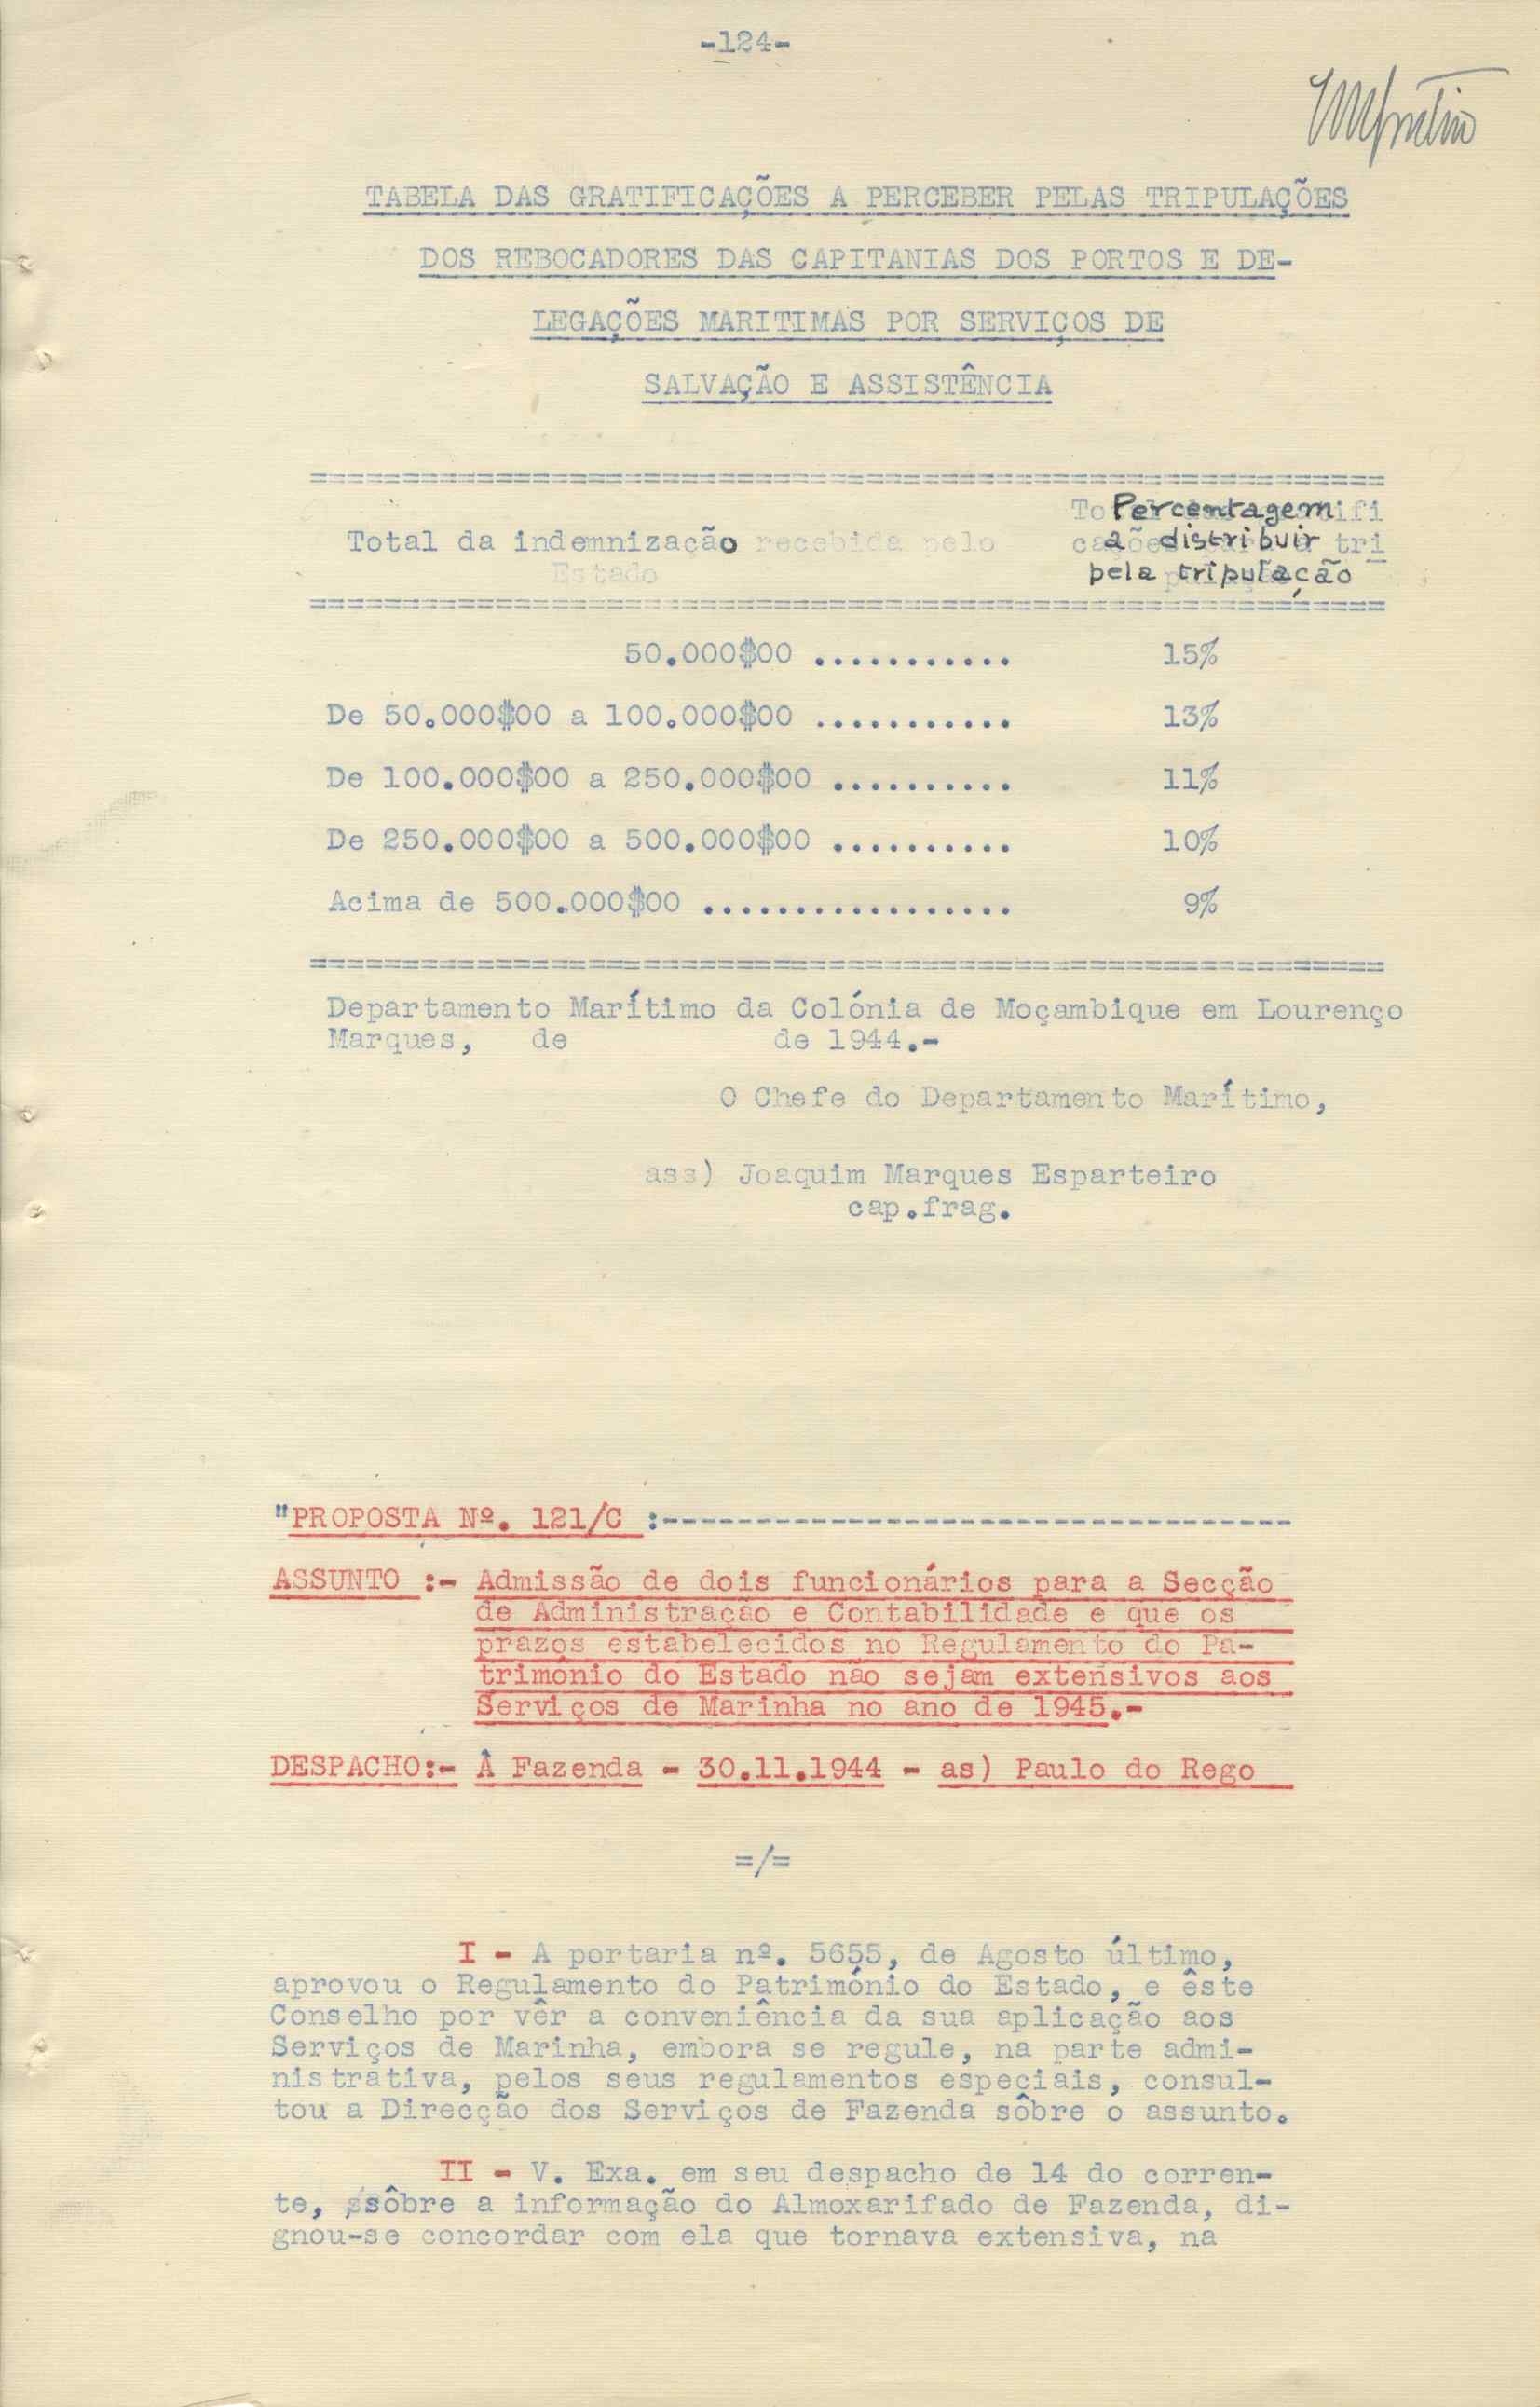 -124-
TABELA DAS GRATIFICAÇÕES A PERCEBER PELAS TRIPULAÇÕES
DOS REBOCADORES DAS CAPITANIAS DOS PORTOS E DE-
LEGAÇÕES MARITIMAS POR SERVIÇOS DE
SALVAÇÃO E ASSISTÊNCIA
Total da indemnização recebida pelo
Estado
Percentagem
a distribuir
pela tripulação
50.000$00 ........... 15%
De 50.000$00 a 100.000$00 ........... 13%
De 100.000$00 a 250.000$00 .......... 11%
De 250.000$00 a 500.000$00 .......... 10%
Acima de 500.000$00 ................. 9%
Departamento Marítimo da Colónia de Moçambique em Lourenço
Marques, de de 1944.-
O Chefe do Departamento Marítimo,
ass) Joaquim Marques Esparteiro
cap.frag.
"PROPOSTA Nº. 121/C :----------------------------------
ASSUNTO :- Admissão de dois funcionários para a Secção
de Administração e Contabilidade e que os
prazos estabelecidos no Regulamento do Pa-
trimónio do Estado não sejam extensivos aos
Serviços de Marinha no ano de 1945.-
DESPACHO:- Â Fazenda - 30.11.1944 - as) Paulo do Rego
=/=
I - A portaria nº. 5655, de Agosto último,
aprovou o Regulamento do Património do Estado, e êste
Conselho por vêr a conveniência da sua aplicação aos
Serviços de Marinha, embora se regule, na parte admi-
nistrativa, pelos seus regulamentos especiais, consul-
tou a Direcção dos Serviços de Fazenda sôbre o assunto.
II - V. Exa. em seu despacho de 14 do corren-
te, sôbre a informação do Almoxarifado de Fazenda, di-
gnou-se concordar com ela que tornava extensiva, na